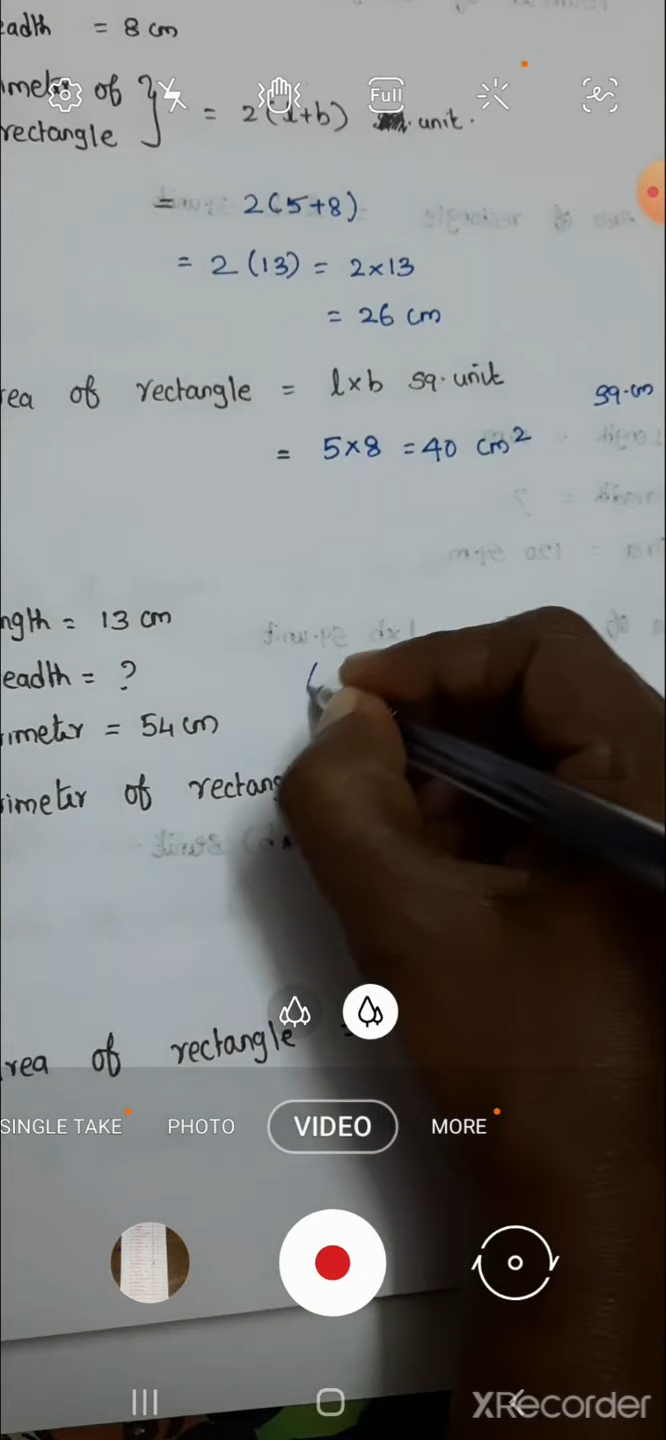 eadth = 8 cm
Full
imeter of
rectangle } = 2(l+b) unit.
= 2(5+8)
= 2(13) = 2×13
= 26 cm
rea of rectangle = l×b sq.unit
sq.cm
= 5×8 = 40 cm²
ngth = 13 cm
eadth = ?
imeter = 54 cm
imeter of rectang
rea of rectangle =
SINGLE TAKE PHOTO VIDEO MORE
XRecorder